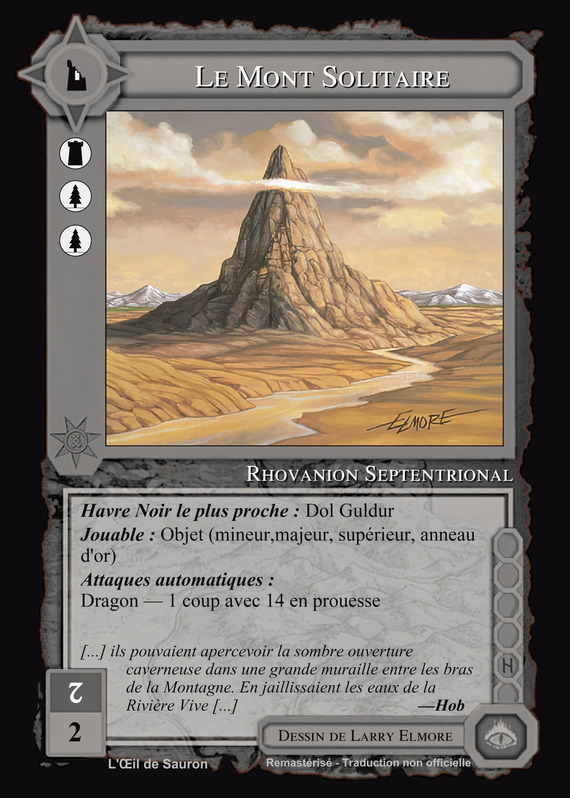 Le Mont Solitaire
ELMORE
Rhovanion Septentrional
Havre Noir le plus proche : Dol Guldur
Jouable : Objet (mineur,majeur, supérieur, anneau
d'or)
Attaques automatiques :
Dragon — 1 coup avec 14 en prouesse
[...] ils pouvaient apercevoir la sombre ouverture
caverneuse dans une grande muraille entre les bras
de la Montagne. En jaillissaient les eaux de la
Rivière Vive [...] —Hob
2
Dessin de Larry Elmore
L'Œil de Sauron
Remastérisé - Traduction non officielle